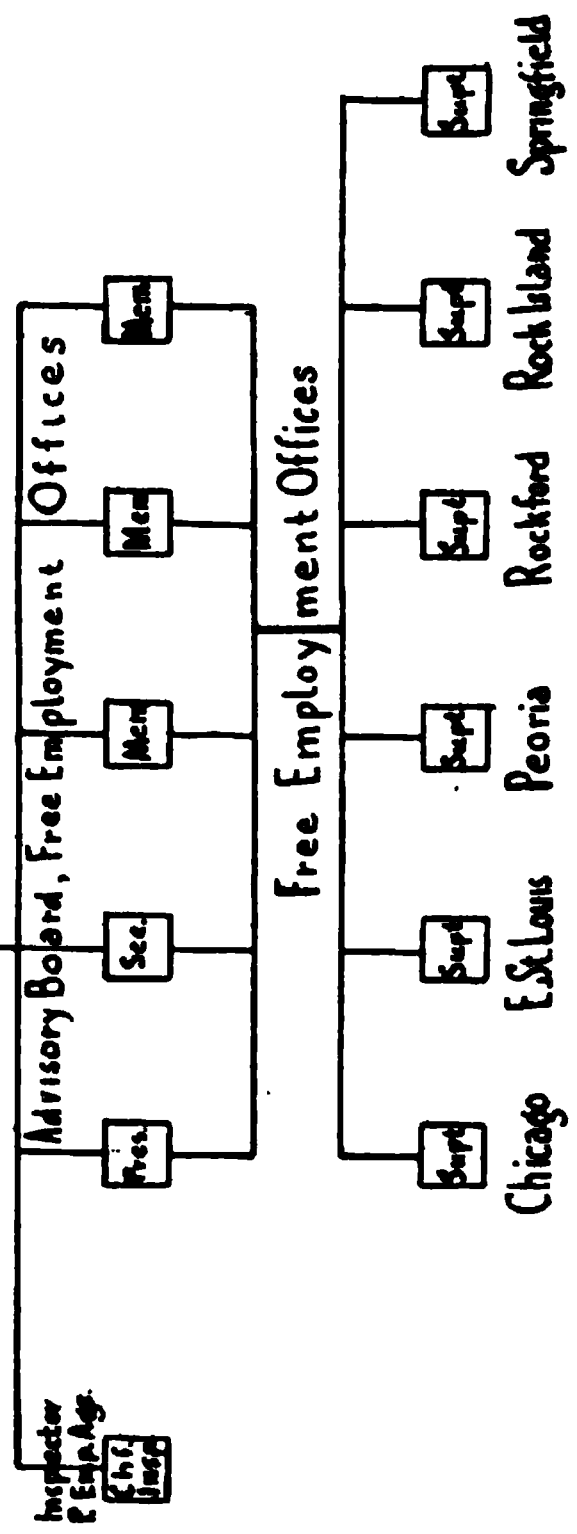 Inspector
P. Emp. Ags.
Chf.
Insp.
Advisory Board, Free Employment Offices
Pres.
Sec.
Mem
Mem
Mem
Free Employment Offices
Supt
Supt
Supt
Supt
Supt
Supt
Chicago
E. St Louis
Peoria
Rockford
Rock Island
Springfield